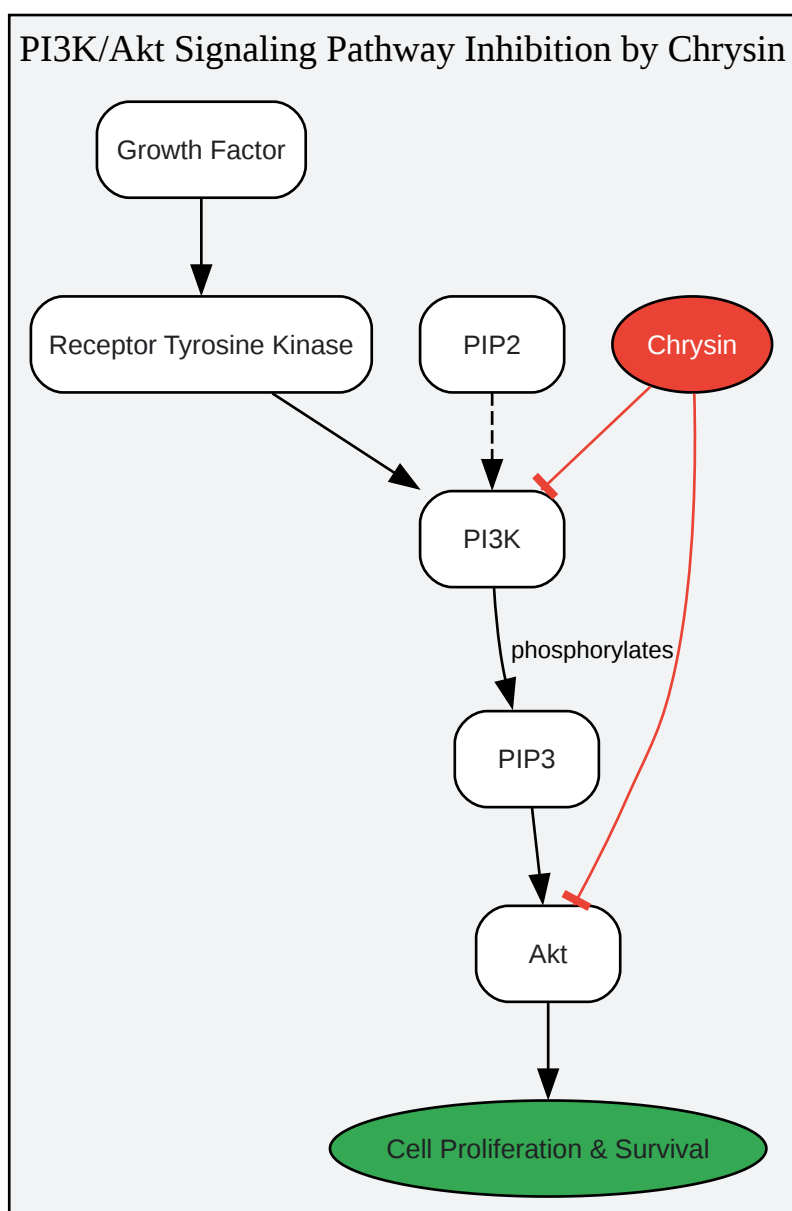 PI3K/Akt Signaling Pathway Inhibition by Chrysin
Growth Factor
Receptor Tyrosine Kinase
PIP2
Chrysin
PI3K
phosphorylates
PIP3
Akt
Cell Proliferation & Survival